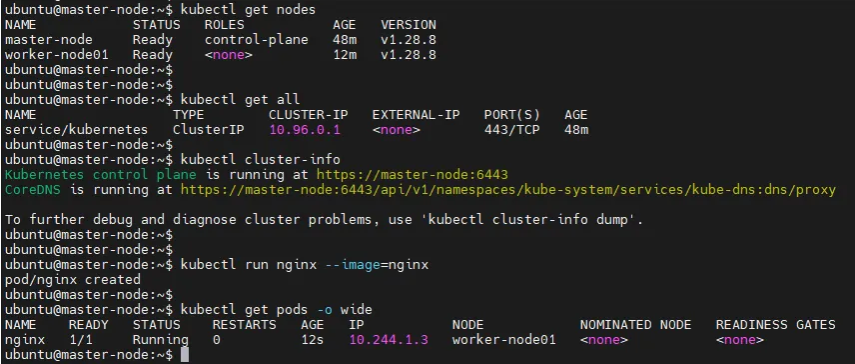 ubuntu@master-node:~$ kubectl get nodes
NAME STATUS ROLES AGE VERSION
master-node Ready control-plane 48m v1.28.8
worker-node01 Ready <none> 12m v1.28.8
ubuntu@master-node:~$
ubuntu@master-node:~$
ubuntu@master-node:~$ kubectl get all
NAME TYPE CLUSTER-IP EXTERNAL-IP PORT(S) AGE
service/kubernetes ClusterIP 10.96.0.1 <none> 443/TCP 48m
ubuntu@master-node:~$
ubuntu@master-node:~$ kubectl cluster-info
Kubernetes control plane is running at https://master-node:6443
CoreDNS is running at https://master-node:6443/api/v1/namespaces/kube-system/services/kube-dns:dns/proxy

To further debug and diagnose cluster problems, use 'kubectl cluster-info dump'.
ubuntu@master-node:~$
ubuntu@master-node:~$
ubuntu@master-node:~$ kubectl run nginx --image=nginx
pod/nginx created
ubuntu@master-node:~$
ubuntu@master-node:~$ kubectl get pods -o wide
NAME READY STATUS RESTARTS AGE IP NODE NOMINATED NODE READINESS GATES
nginx 1/1 Running 0 12s 10.244.1.3 worker-node01 <none> <none>
ubuntu@master-node:~$